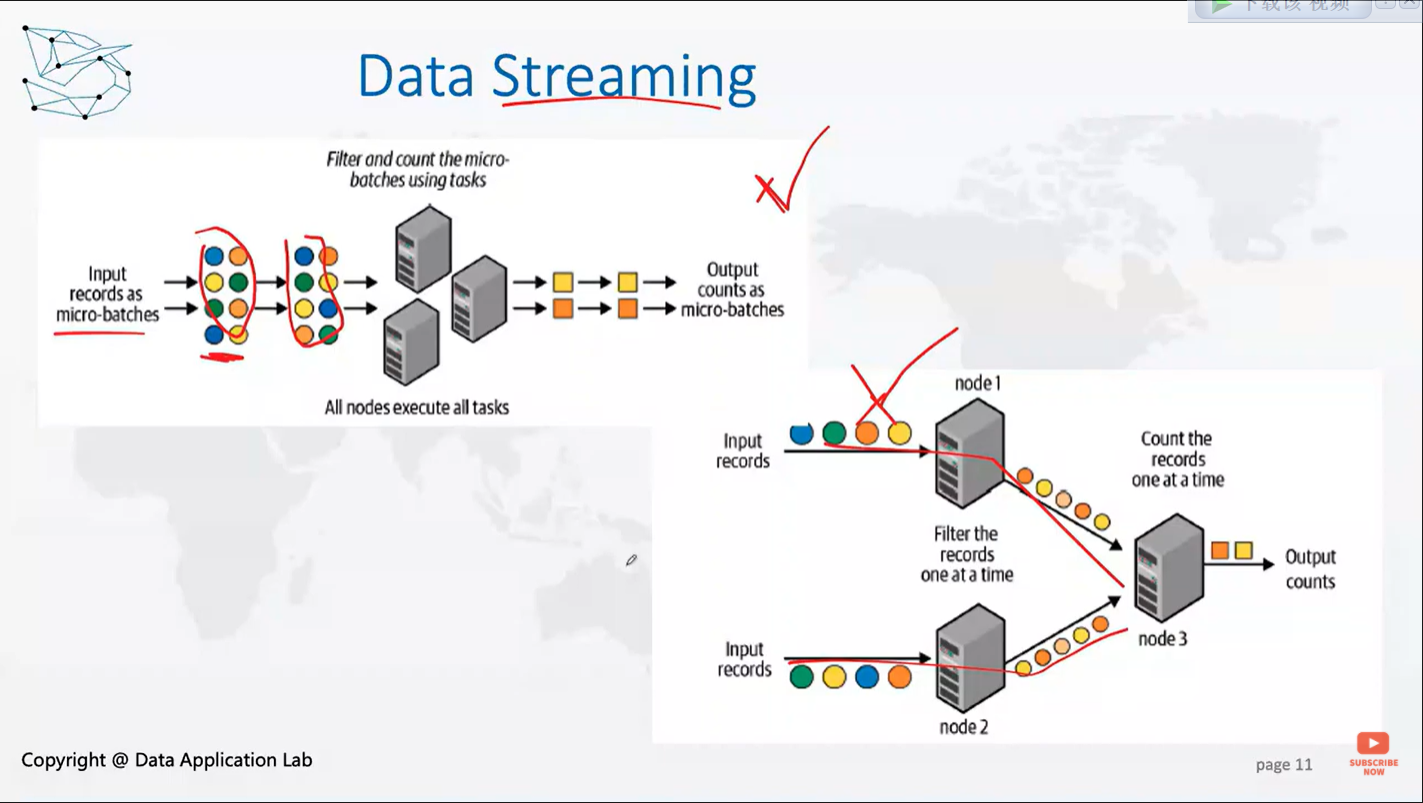 下载该 视频
Data Streaming
Filter and count the micro-
batches using tasks
Input
records as
micro-batches
Output
counts as
micro-batches
All nodes execute all tasks
node 1
Input
records
Count the
records
one at a time
Filter the
records
one at a time
Output
counts
node 3
Input
records
node 2
Copyright @ Data Application Lab
page 11
SUBSCRIBE
NOW